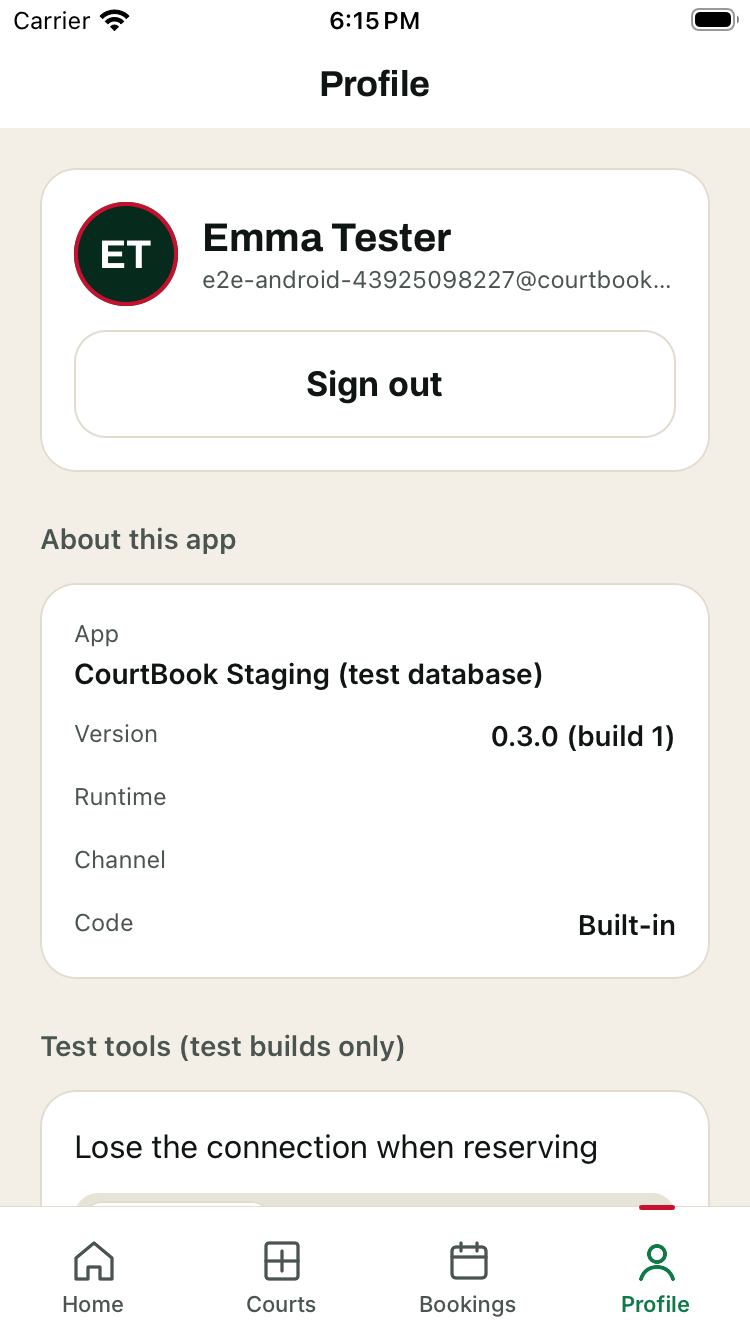 Carrier 6:15 PM
Profile
ET
Emma Tester
e2e-android-43925098227@courtbook...
Sign out
About this app
App
CourtBook Staging (test database)
Version 0.3.0 (build 1)
Runtime
Channel
Code Built-in
Test tools (test builds only)
Lose the connection when reserving
Home Courts Bookings Profile